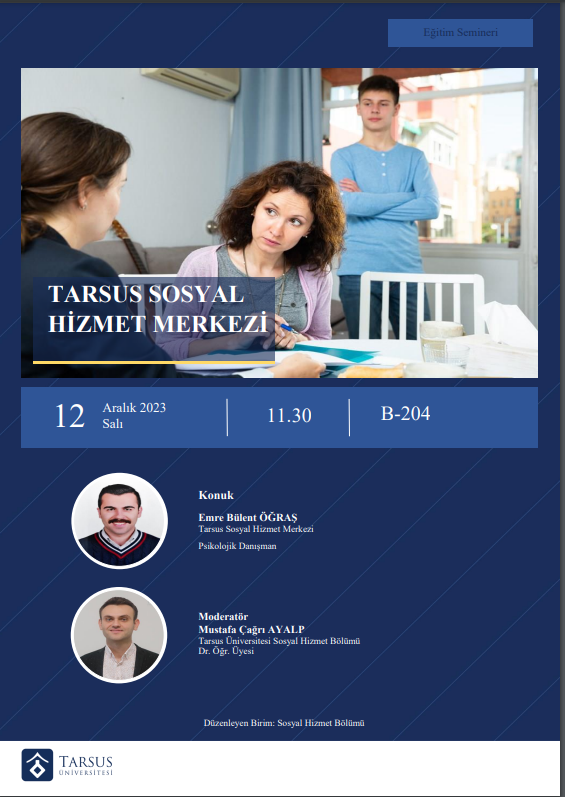 Eğitim Semineri
TARSUS SOSYAL
HİZMET MERKEZİ
12
Aralık 2023
Salı
11.30
B-204
Konuk
Emre Bülent ÖĞRAŞ
Tarsus Sosyal Hizmet Merkezi
Psikolojik Danışman
Moderatör
Mustafa Çağrı AYALP
Tarsus Üniversitesi Sosyal Hizmet Bölümü
Dr. Öğr. Üyesi
Düzenleyen Birim: Sosyal Hizmet Bölümü
TARSUS
ÜNİVERSİTESİ